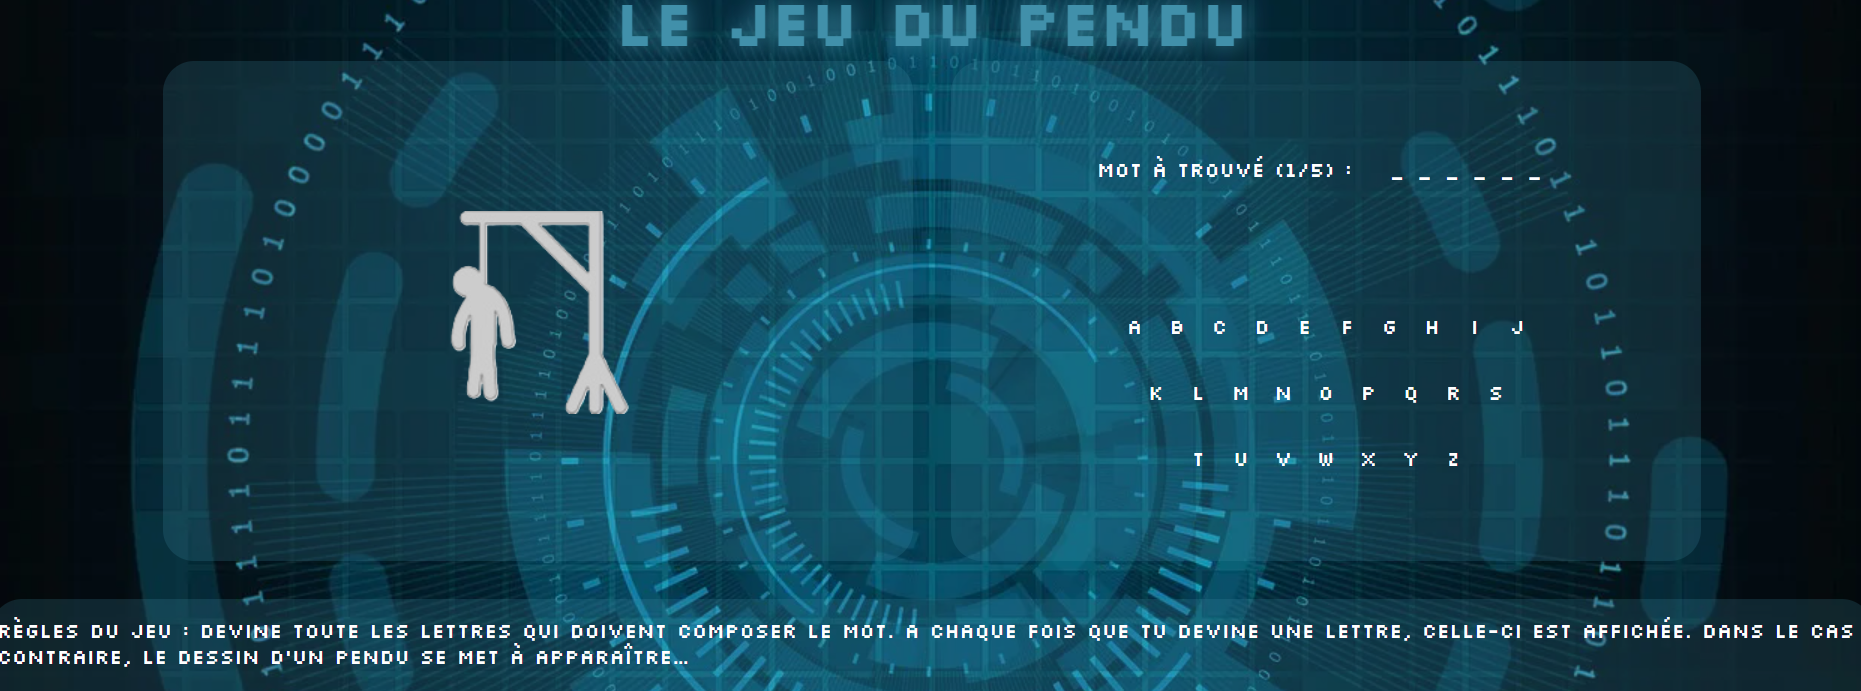 LE JEU DU PENDU
MOT À TROUVÉ (1/5) : _ _ _ _ _ _
A B C D E F G H I J
K L M N O P Q R S
T U V W X Y Z
RÈGLES DU JEU : DEVINE TOUTE LES LETTRES QUI DOIVENT COMPOSER LE MOT. A CHAQUE FOIS QUE TU DEVINE UNE LETTRE, CELLE-CI EST AFFICHÉE. DANS LE CAS
CONTRAIRE, LE DESSIN D'UN PENDU SE MET À APPARAÎTRE...